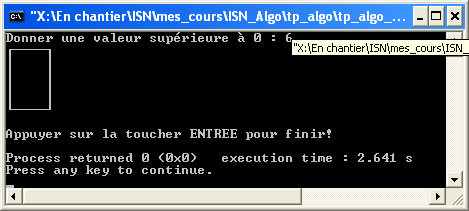 "X:\En chantier\ISN\mes_cours\ISN_Algo\tp_algo\tp_algo_...
Donner une valeur supérieure à 0 : 6
"X:\En chantier\ISN\mes_cours\ISN_
Appuyer sur la toucher ENTREE pour finir!
Process returned 0 (0x0)   execution time : 2.641 s
Press any key to continue.